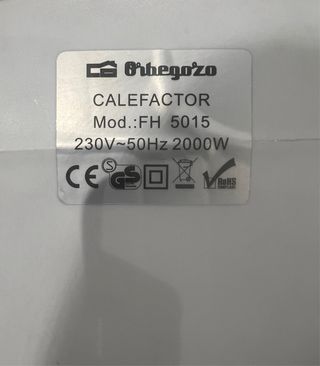 Orbegozo
CALEFACTOR
Mod.:FH 5015
230V~50Hz 2000W
CE S GS RoHS